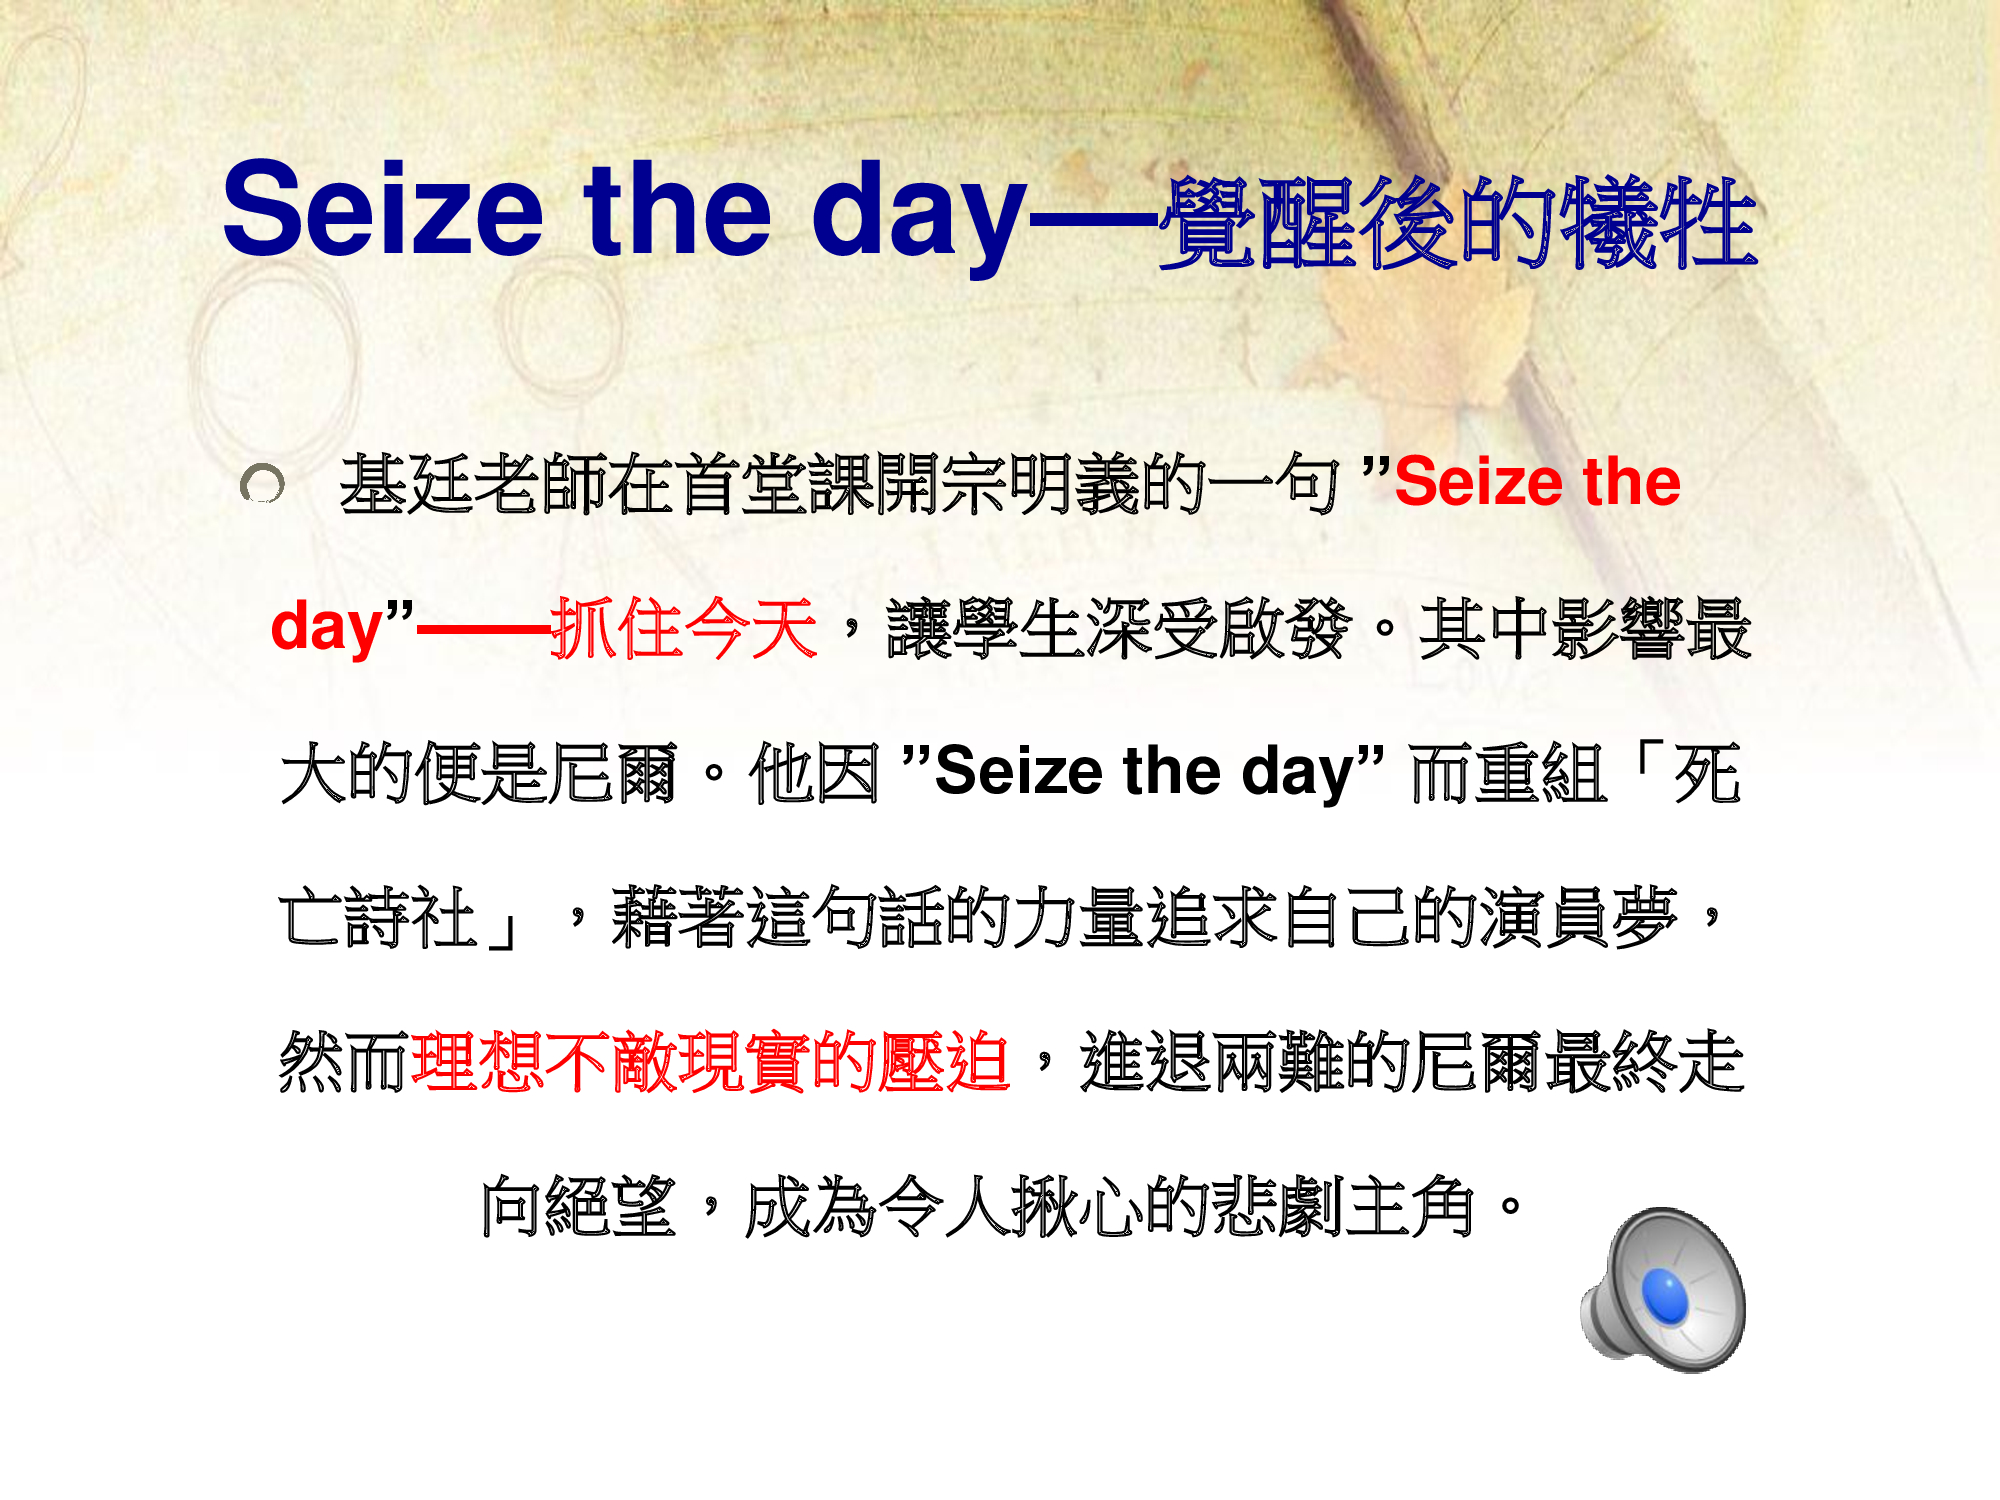 Seize the day—覺醒後的犧牲
基廷老師在首堂課開宗明義的一句 ”Seize the
day”——抓住今天，讓學生深受啟發。其中影響最
大的便是尼爾。他因 ”Seize the day” 而重組「死
亡詩社」，藉著這句話的力量追求自己的演員夢，
然而理想不敵現實的壓迫，進退兩難的尼爾最終走
向絕望，成為令人揪心的悲劇主角。